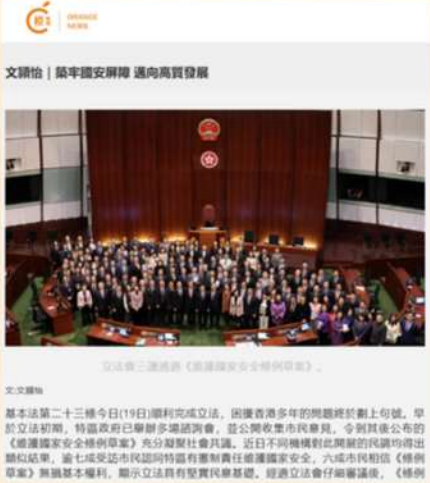 橙 ORANGE
NEWS
文頴怡｜築牢國安屏障 邁向高質發展
立法會三讀通過《維護國家安全條例草案》。
文:文頴怡
基本法第二十三條今日(19日)順利完成立法，困擾香港多年的問題終於劃上句號。早
於立法初期，特區政府已舉辦多場諮詢會，並公開收集市民意見，令到其後公布的
《維護國家安全條例草案》充分凝聚社會共識。近日不同機構對此開展的民調均得出
類似結果，逾七成受訪市民認同特區有憲制責任維護國家安全，六成市民相信《條例
草案》無損基本權利，顯示立法具有堅實民意基礎。經過立法會仔細審議後，《條例